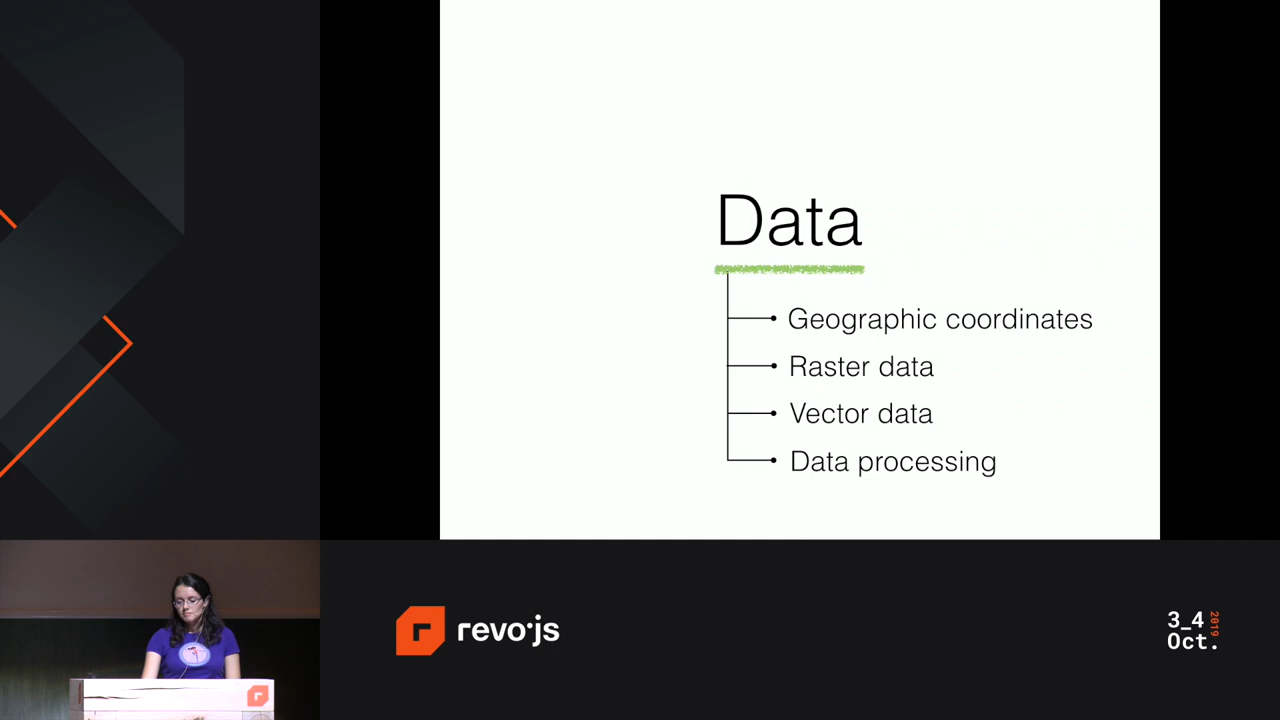 Data
Geographic coordinates
Raster data
Vector data
Data processing
r revo·js
3_4
Oct.
2019